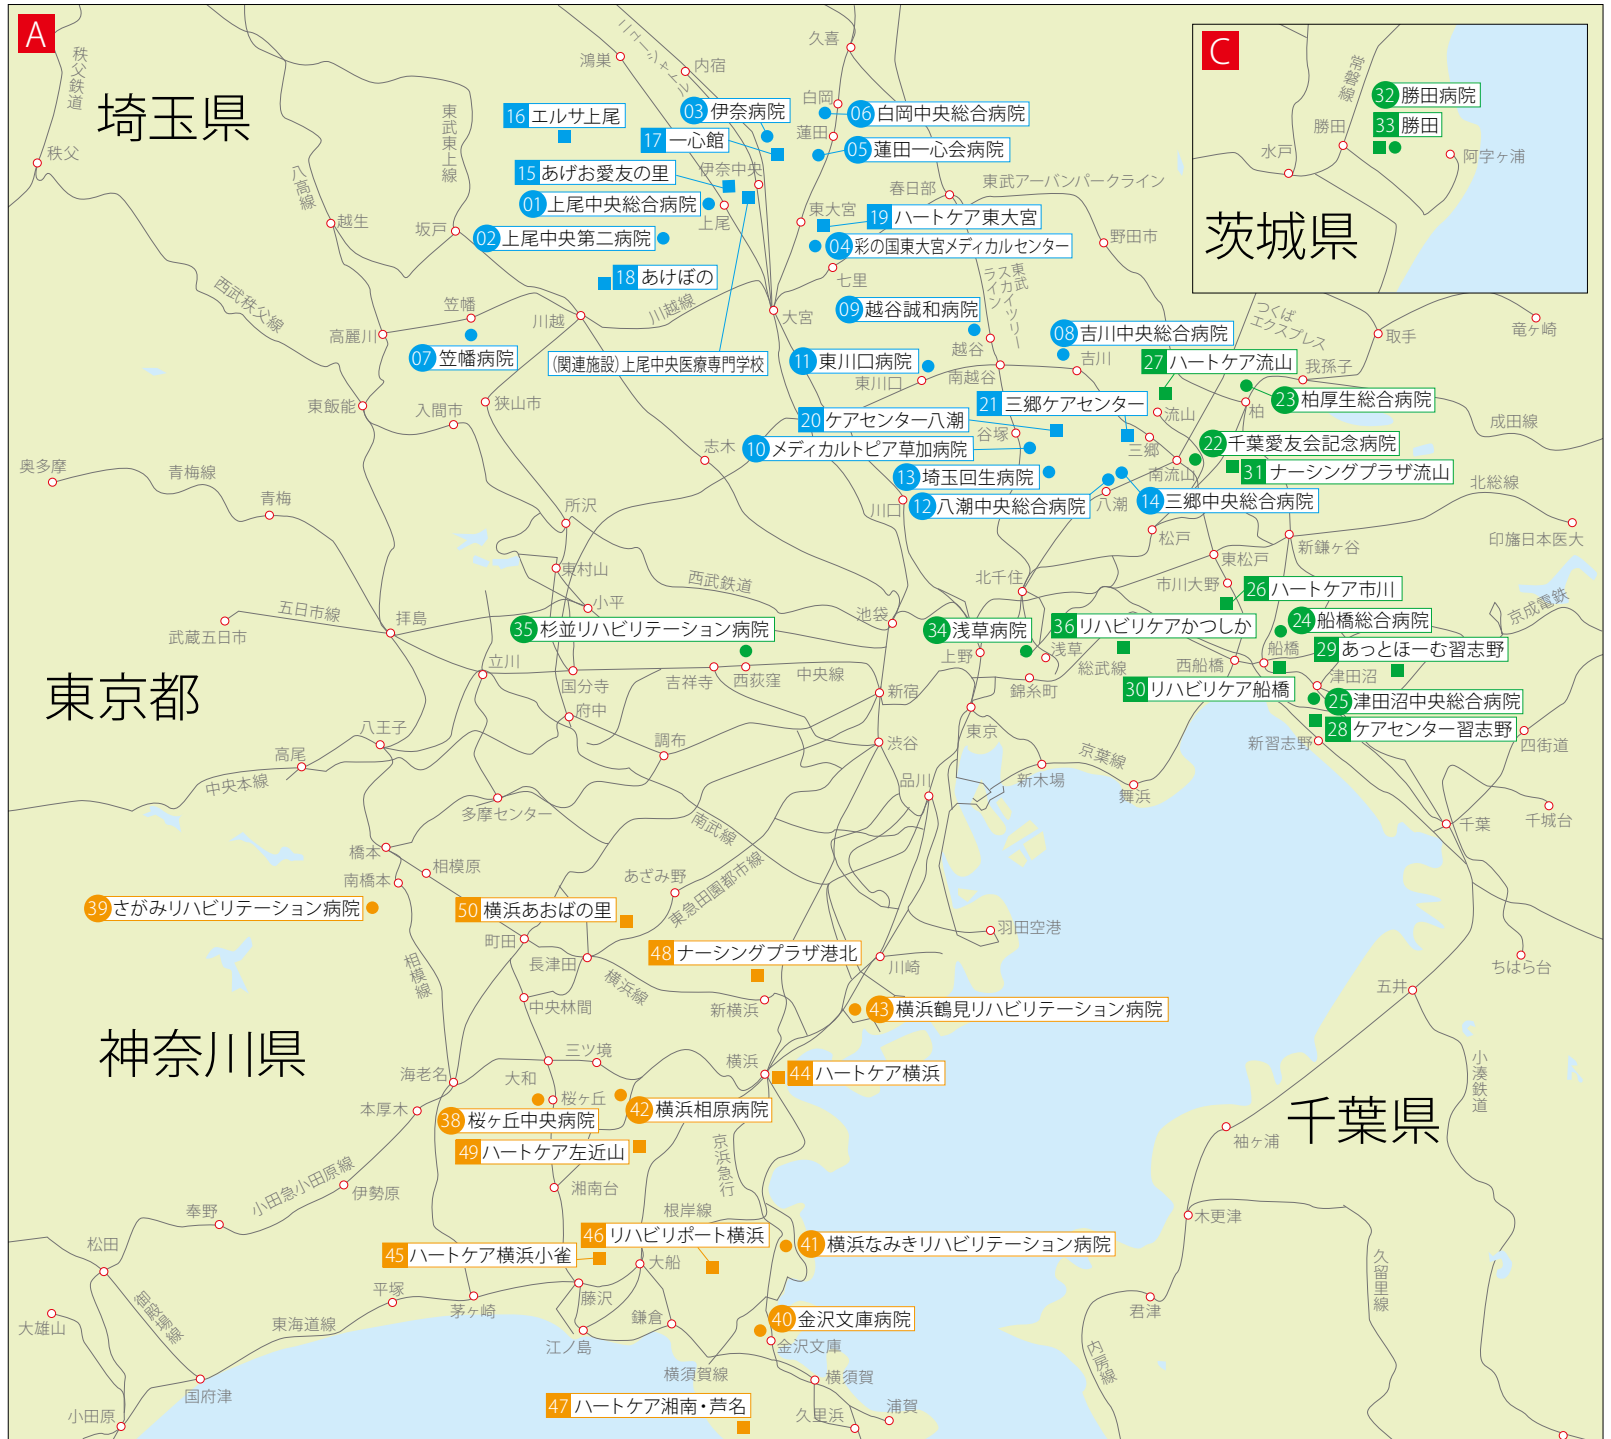 A
C
埼玉県
東京都
神奈川県
千葉県
茨城県
秩父鉄道
秩父
八高線
東武東上線
越生
坂戸
西武秩父線
高麗川
笠幡
川越
川越線
鴻巣
ニューシャトル
内宿
久喜
白岡
蓮田
伊奈中央
上尾
東大宮
七里
大宮
春日部
東武アーバンパークライン
野田市
東武スカイツリーライン
越谷
南越谷
吉川
つくばエクスプレス
取手
竜ヶ崎
我孫子
柏
成田線
常磐線
勝田
水戸
阿字ヶ浦
16 エルサ上尾
03 伊奈病院
17 一心館
06 白岡中央総合病院
05 蓮田一心会病院
15 あげお愛友の里
01 上尾中央総合病院
02 上尾中央第二病院
18 あけぼの
19 ハートケア東大宮
04 彩の国東大宮メディカルセンター
09 越谷誠和病院
08 吉川中央総合病院
07 笠幡病院
(関連施設)上尾中央医療専門学校
11 東川口病院
東川口
27 ハートケア流山
流山
23 柏厚生総合病院
32 勝田病院
33 勝田
21 三郷ケアセンター
20 ケアセンター八潮
谷塚
10 メディカルトピア草加病院
三郷
22 千葉愛友会記念病院
南流山
31 ナーシングプラザ流山
13 埼玉回生病院
12 八潮中央総合病院
八潮
14 三郷中央総合病院
東飯能
入間市
狭山市
志木
川口
奥多摩
青梅線
青梅
所沢
東村山
西武鉄道
小平
池袋
北千住
松戸
東松戸
新鎌ヶ谷
北総線
印旛日本医大
市川大野
26 ハートケア市川
24 船橋総合病院
京成電鉄
五日市線
武蔵五日市
拝島
35 杉並リハビリテーション病院
34 浅草病院
上野
浅草
36 リハビリケアかつしか
総武線
西船橋
船橋
29 あっとほーむ習志野
津田沼
30 リハビリケア船橋
25 津田沼中央総合病院
28 ケアセンター習志野
新習志野
四街道
立川
国分寺
吉祥寺
西荻窪
中央線
新宿
錦糸町
府中
東京
八王子
高尾
中央本線
調布
渋谷
品川
新木場
京葉線
舞浜
千葉
千城台
多摩センター
南武線
橋本
相模原
南橋本
あざみ野
東急田園都市線
39 さがみリハビリテーション病院
50 横浜あおばの里
町田
相模線
長津田
横浜線
中央林間
48 ナーシングプラザ港北
新横浜
川崎
羽田空港
ちはら台
五井
43 横浜鶴見リハビリテーション病院
三ツ境
横浜
44 ハートケア横浜
海老名
大和
桜ヶ丘
本厚木
38 桜ヶ丘中央病院
42 横浜相原病院
49 ハートケア左近山
京浜急行
小湊鉄道
袖ヶ浦
小田急小田原線
伊勢原
湘南台
奉野
根岸線
46 リハビリポート横浜
41 横浜なみきリハビリテーション病院
45 ハートケア横浜小雀
大船
木更津
久留里線
松田
御殿場線
大雄山
平塚
茅ヶ崎
東海道線
藤沢
鎌倉
江ノ島
40 金沢文庫病院
金沢文庫
君津
内房線
横須賀線
横須賀
国府津
47 ハートケア湘南・芦名
小田原
久里浜
浦賀